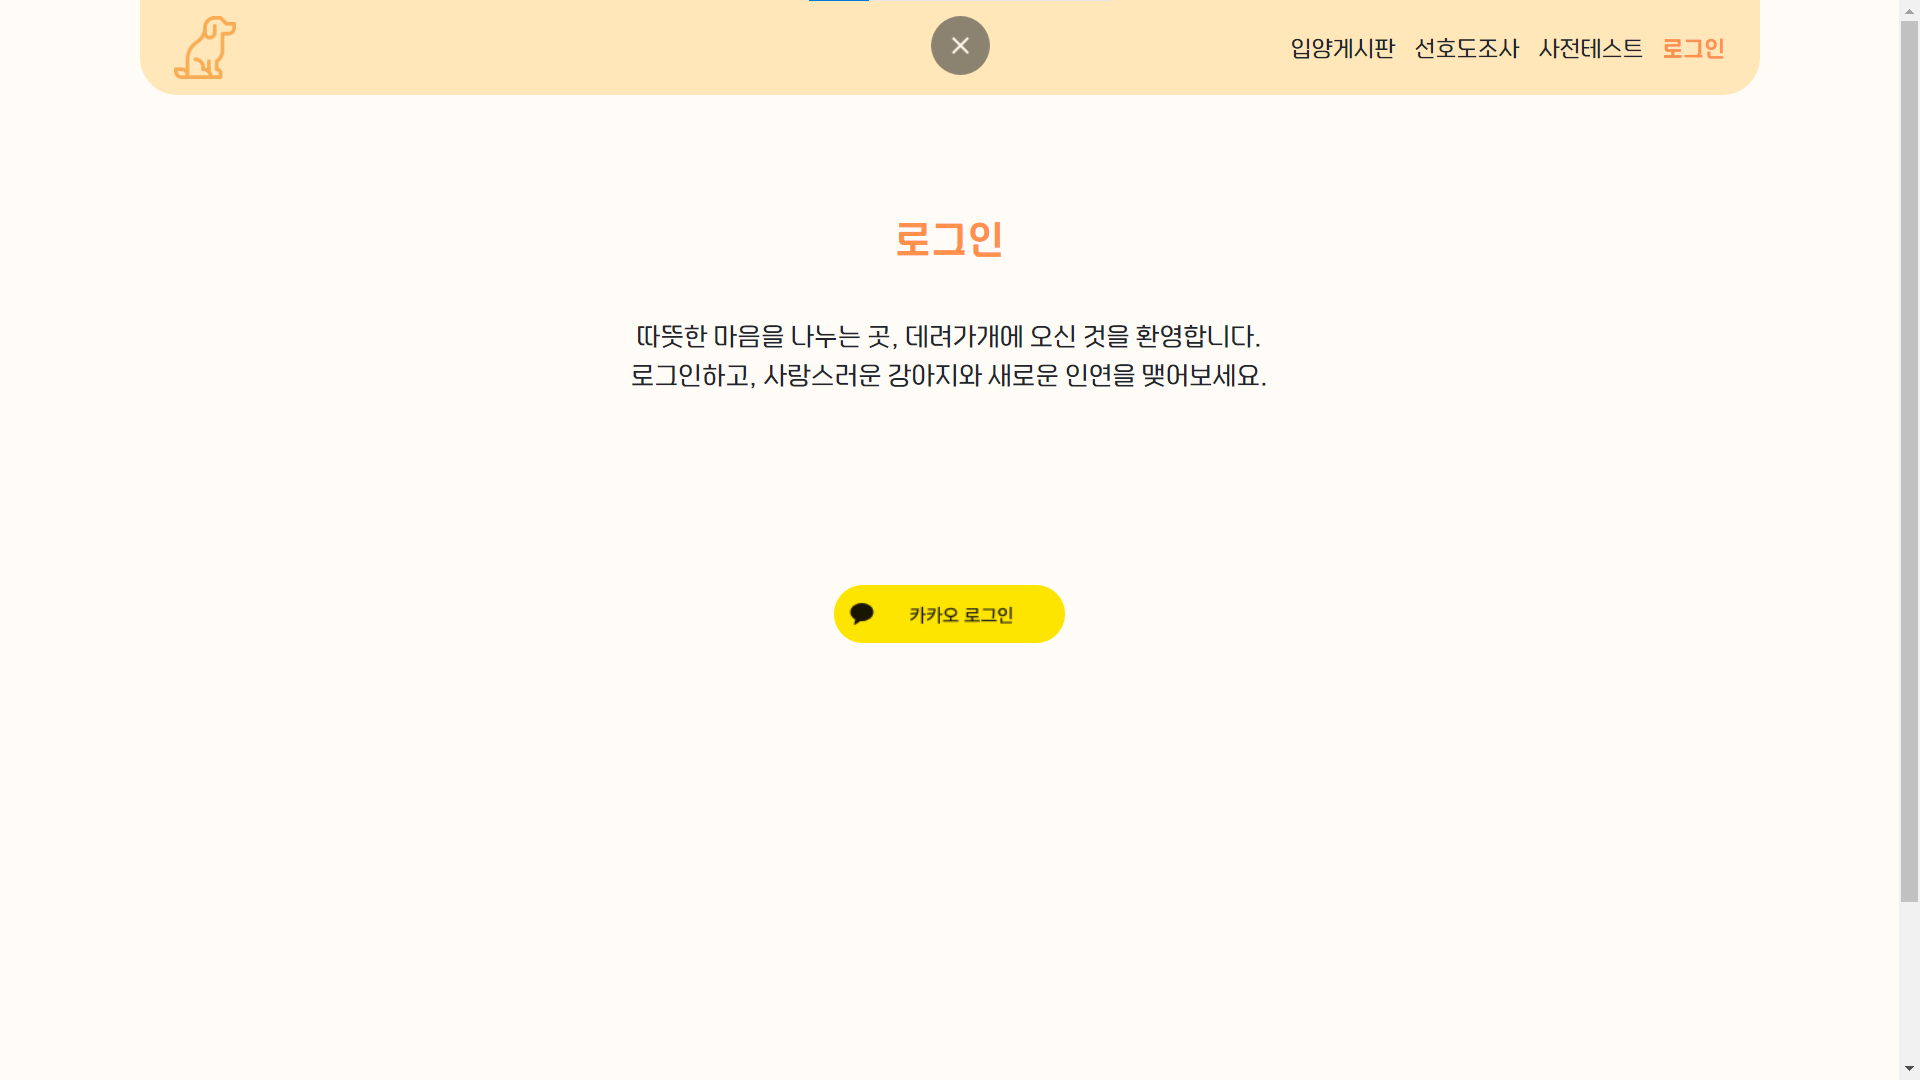 입양게시판 선호도조사 사전테스트 로그인
로그인
따뜻한 마음을 나누는 곳, 데려가개에 오신 것을 환영합니다.
로그인하고, 사랑스러운 강아지와 새로운 인연을 맺어보세요.
카카오 로그인